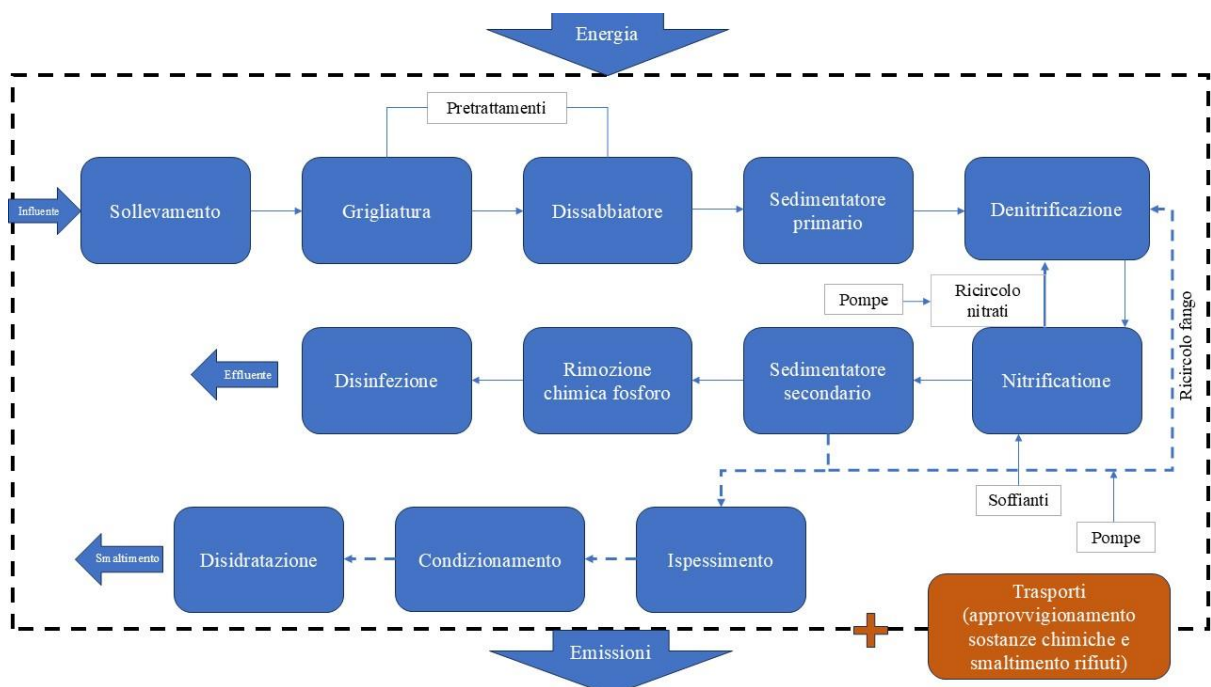 Energia
Pretrattamenti
Influente
Sollevamento
Grigliatura
Dissabbiatore
Sedimentatore
primario
Denitrificazione
Pompe
Ricircolo
nitrati
Ricircolo fango
Effluente
Disinfezione
Rimozione
chimica fosforo
Sedimentatore
secondario
Nitrificatione
Soffianti
Pompe
Smaltimento
Disidratazione
Condizionamento
Ispessimento
Trasporti
(approvvigionamento
sostanze chimiche e
smaltimento rifiuti)
Emissioni